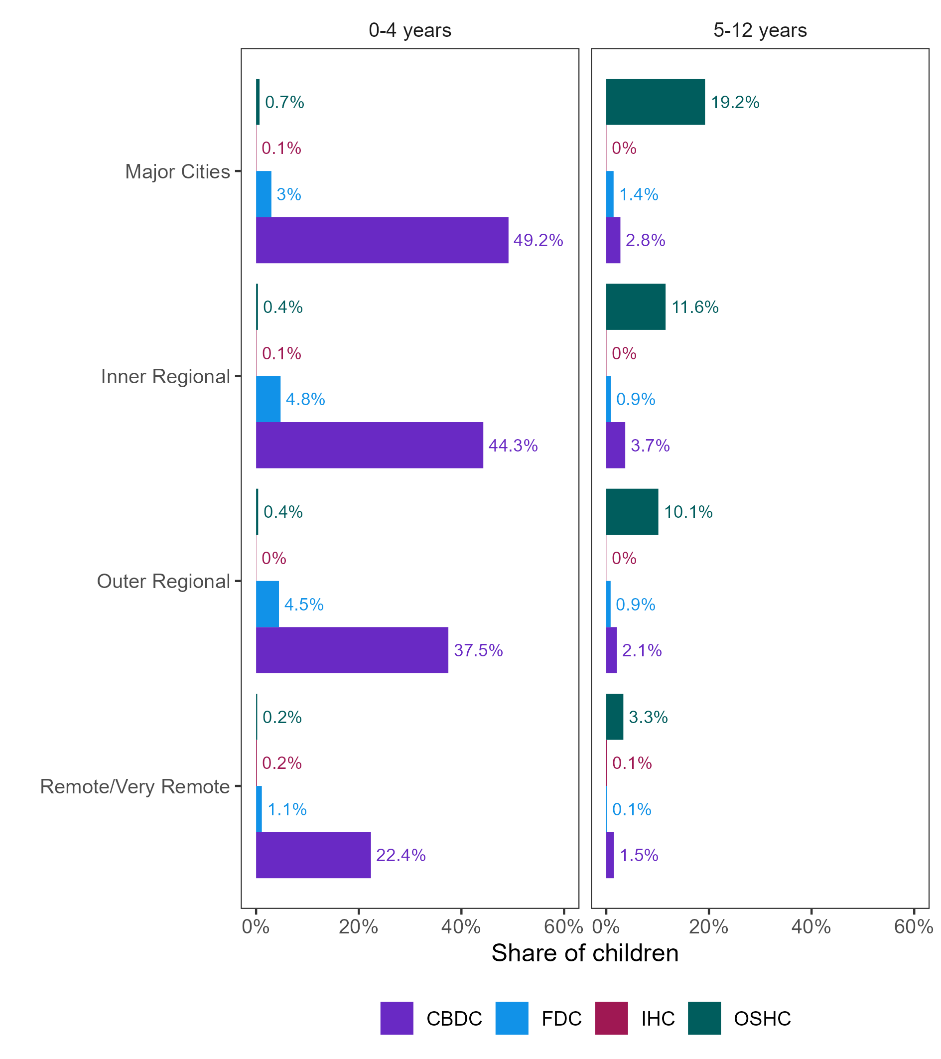 0-4 years 5-12 years
0.7% 19.2%
0.1% 0%
Major Cities
3% 1.4%
49.2% 2.8%
0.4% 11.6%
0.1% 0%
Inner Regional
4.8% 0.9%
44.3% 3.7%
0.4% 10.1%
0% 0%
Outer Regional
4.5% 0.9%
37.5% 2.1%
0.2% 3.3%
0.2% 0.1%
Remote/Very Remote
1.1% 0.1%
22.4% 1.5%
0% 20% 40% 60% 0% 20% 40% 60%
Share of children
CBDC FDC IHC OSHC